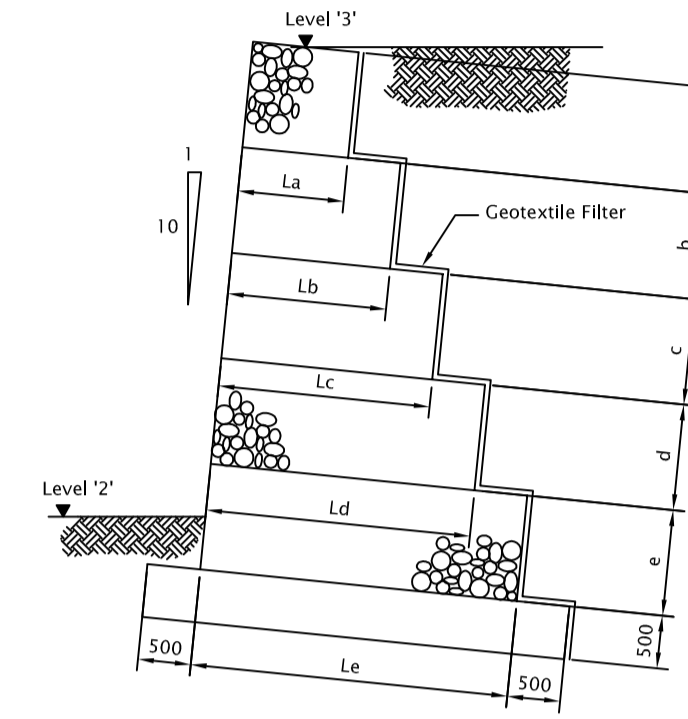 Level '3'
1
10
La
Geotextile Filter
Lb
b
c
Lc
d
Level '2'
Ld
e
500
500
Le
500